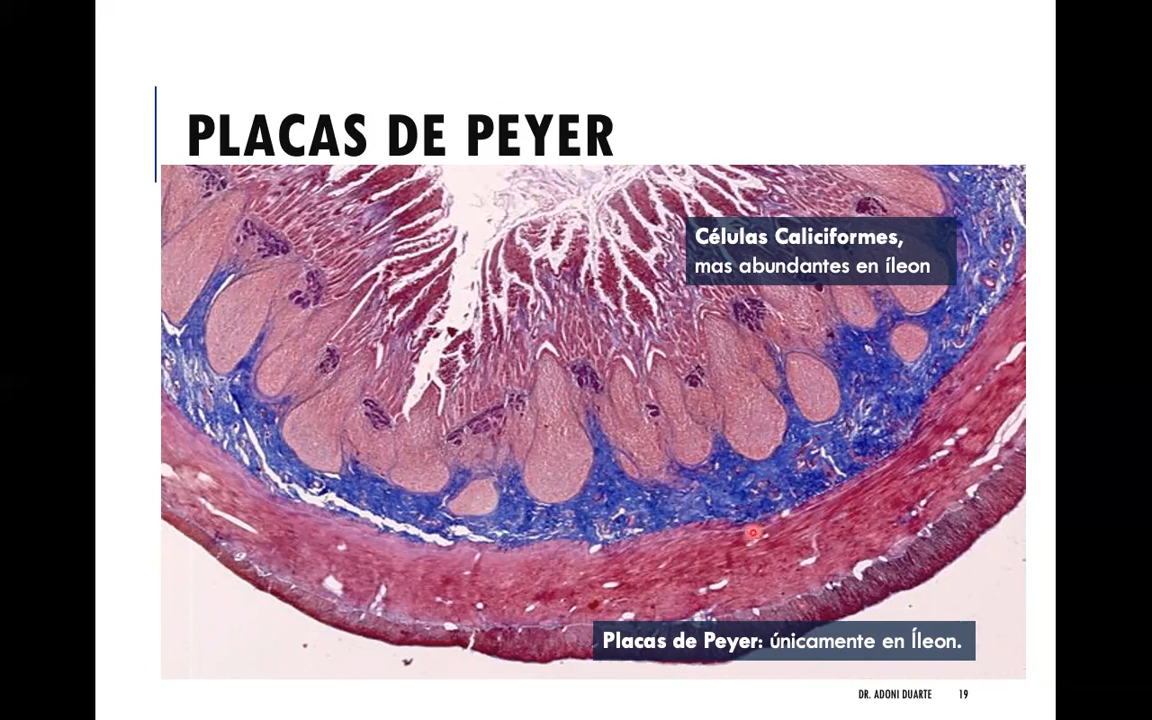 PLACAS DE PEYER
Células Caliciformes,
mas abundantes en íleon
Placas de Peyer: únicamente en Íleon.
DR. ADONI DUARTE 19